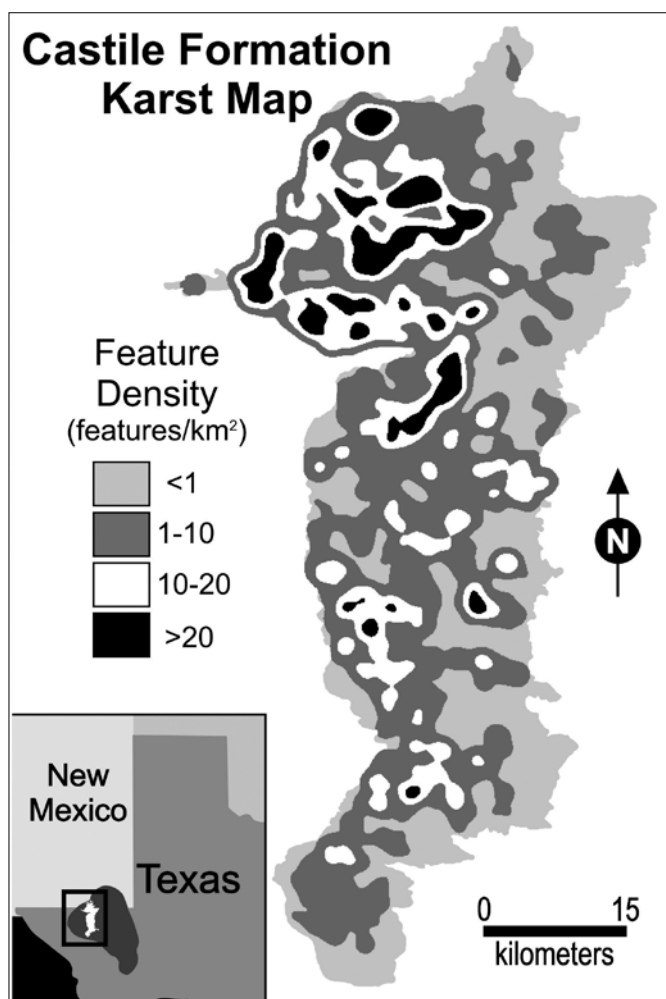 Castile Formation
Karst Map
Feature
Density
(features/km²)
<1
1-10
10-20
>20
N
New
Mexico
Texas
0 15
kilometers